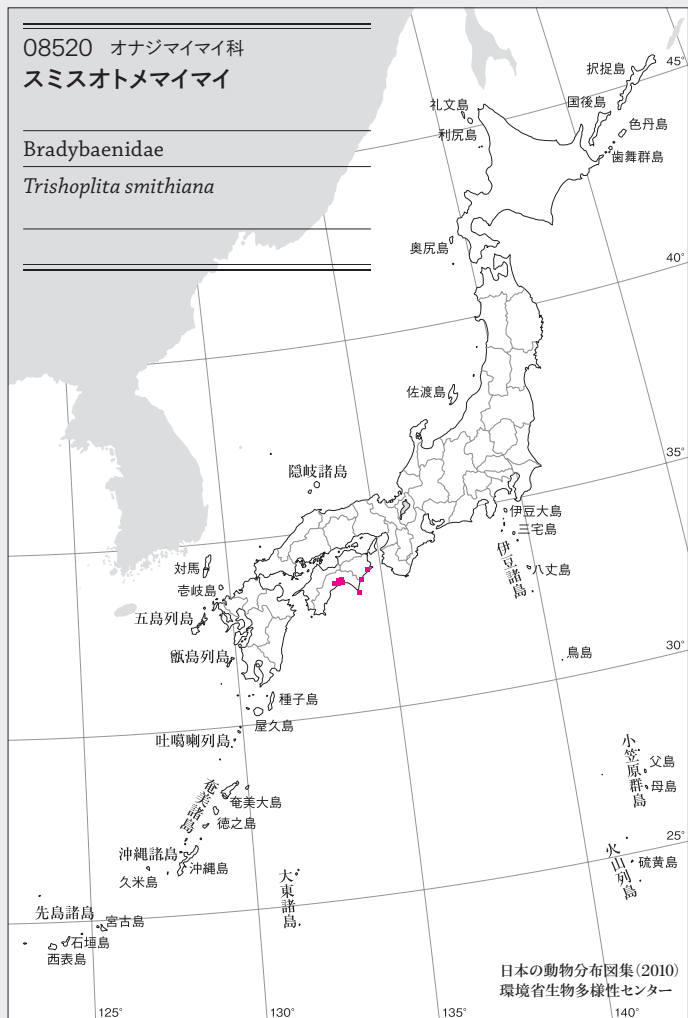 08520 オナジマイマイ科
スミスオトメマイマイ
Bradybaenidae
Trishoplita smithiana
択捉島
45°
礼文島
国後島
色丹島
利尻島
歯舞群島
奥尻島
40°
佐渡島
35°
隠岐諸島
伊豆大島
三宅島
伊豆諸島
八丈島
対馬
壱岐島
五島列島
甑島列島
鳥島
30°
種子島
屋久島
吐噶喇列島
小笠原群島
父島
母島
奄美諸島
奄美大島
徳之島
25°
沖縄諸島
沖縄島
久米島
火山列島
硫黄島
大東諸島
先島諸島
宮古島
石垣島
西表島
日本の動物分布図集(2010)
環境省生物多様性センター
125°
130°
135°
140°